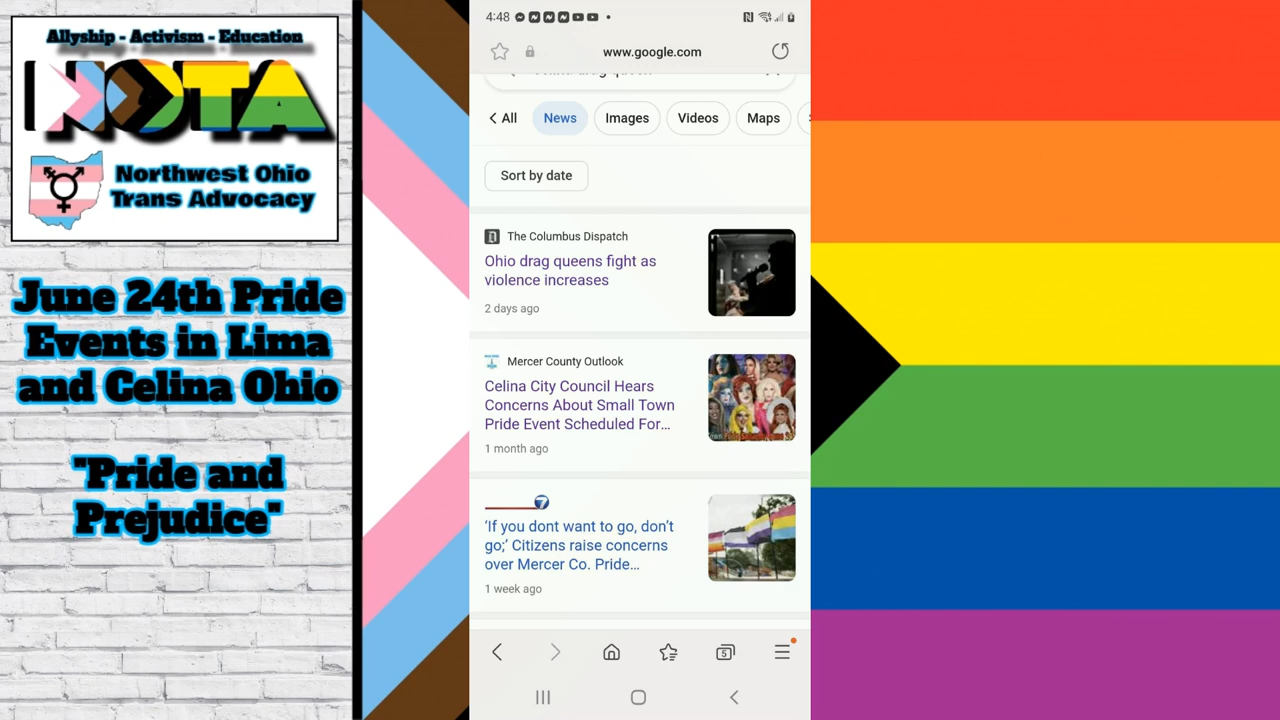 Allyship - Activism - Education
NOTA
Northwest Ohio
Trans Advocacy
June 24th Pride
Events in Lima
and Celina Ohio
"Pride and
Prejudice"
4:48
www.google.com
All
News
Images
Videos
Maps
Sort by date
The Columbus Dispatch
Ohio drag queens fight as
violence increases
2 days ago
Mercer County Outlook
Celina City Council Hears
Concerns About Small Town
Pride Event Scheduled For...
1 month ago
7
‘If you dont want to go, don’t
go;’ Citizens raise concerns
over Mercer Co. Pride...
1 week ago
5